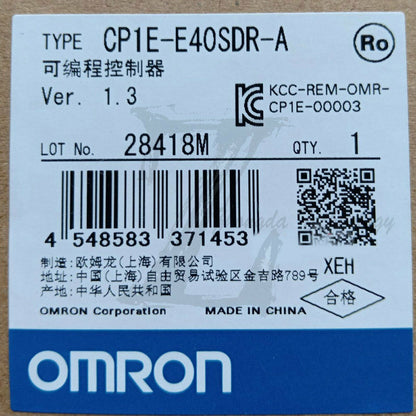 TYPE CP1E-E40SDR-A
Ro
可编程控制器
Ver. 1.3
KCC-REM-OMR-
CP1E-00003
LOT No. 28418M
QTY. 1
4 548583 371453
制造: 欧姆龙(上海)有限公司
地址: 中国(上海)自由贸易试验区金吉路789号
产地: 中华人民共和国
XEH
合格
OMRON Corporation
MADE IN CHINA
OMRON